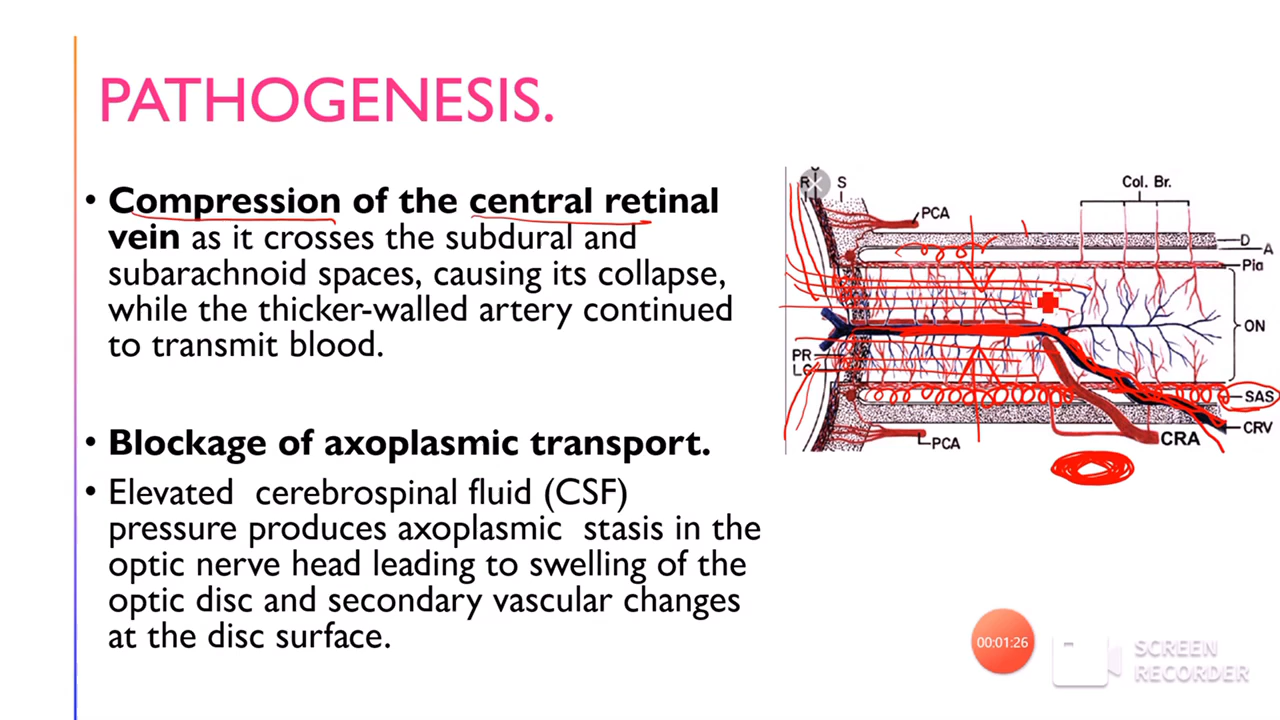 PATHOGENESIS.
• Compression of the central retinal
vein as it crosses the subdural and
subarachnoid spaces, causing its collapse,
while the thicker-walled artery continued
to transmit blood.
• Blockage of axoplasmic transport.
• Elevated cerebrospinal fluid (CSF)
pressure produces axoplasmic stasis in the
optic nerve head leading to swelling of the
optic disc and secondary vascular changes
at the disc surface.
R S
Col. Br.
PCA
D
A
Pia
ON
PR
LC
SAS
CRV
PCA
CRA
00:01:26
SCREEN
RECORDER